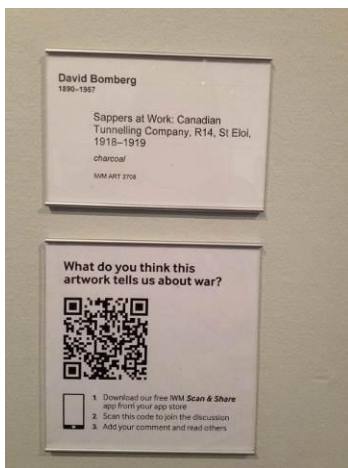 David Bomberg
1890–1957
Sappers at Work: Canadian
Tunnelling Company, R14, St Eloi,
1918–1919
charcoal
IWM ART 2708
What do you think this
artwork tells us about war?
1 Download our free IWM Scan & Share
app from your app store
2 Scan this code to join the discussion
3 Add your comment and read others